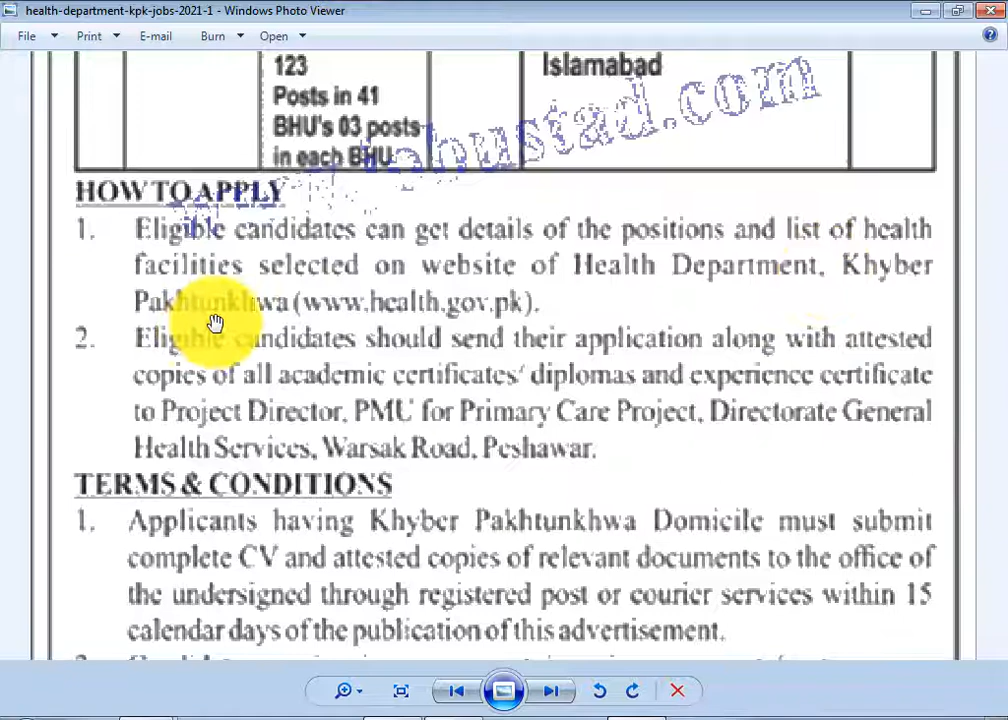 health-department-kpk-jobs-2021-1 - Windows Photo Viewer
File Print E-mail Burn Open
123
Posts in 41
BHU's 03 posts
in each BHU
Islamabad
HOW TO APPLY
1. Eligible candidates can get details of the positions and list of health
facilities selected on website of Health Department, Khyber
Pakhtunkhwa (www.health.gov.pk).
2. Eligible candidates should send their application along with attested
copies of all academic certificates' diplomas and experience certificate
to Project Director, PMU for Primary Care Project, Directorate General
Health Services, Warsak Road, Peshawar.
TERMS & CONDITIONS
1. Applicants having Khyber Pakhtunkhwa Domicile must submit
complete CV and attested copies of relevant documents to the office of
the undersigned through registered post or courier services within 15
calendar days of the publication of this advertisement.